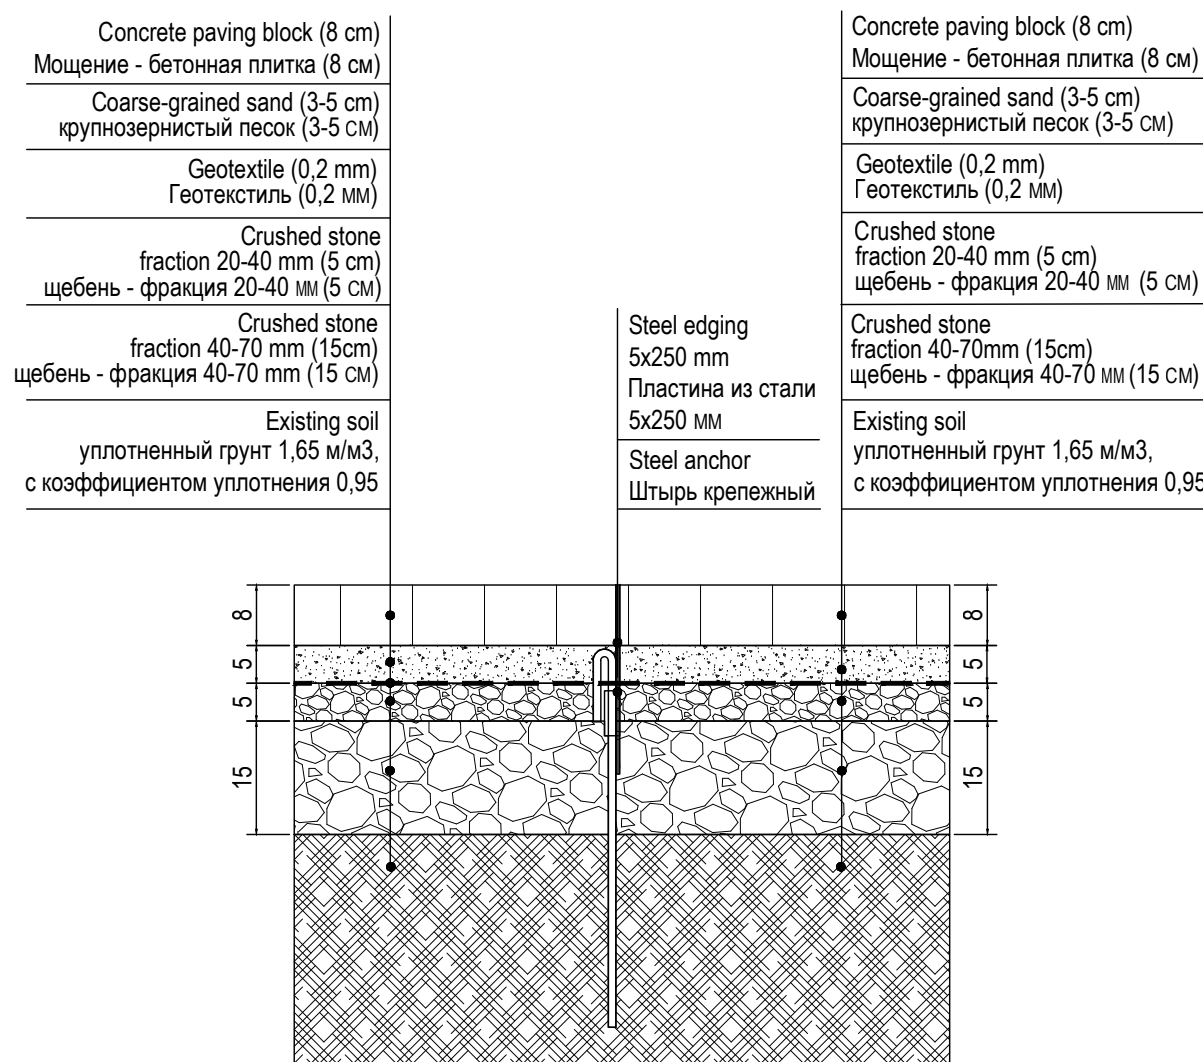 Concrete paving block (8 cm)
Мощение - бетонная плитка (8 см)
Coarse-grained sand (3-5 cm)
крупнозернистый песок (3-5 СМ)
Geotextile (0,2 mm)
Геотекстиль (0,2 ММ)
Crushed stone
fraction 20-40 mm (5 cm)
щебень - фракция 20-40 ММ (5 СМ)
Crushed stone
fraction 40-70 mm (15cm)
щебень - фракция 40-70 mm (15 СМ)
Existing soil
уплотненный грунт 1,65 м/м3,
с коэффициентом уплотнения 0,95
Steel edging
5x250 mm
Пластина из стали
5x250 ММ
Steel anchor
Штырь крепежный
Concrete paving block (8 cm)
Мощение - бетонная плитка (8 см)
Coarse-grained sand (3-5 cm)
крупнозернистый песок (3-5 СМ)
Geotextile (0,2 mm)
Геотекстиль (0,2 ММ)
Crushed stone
fraction 20-40 mm (5 cm)
щебень - фракция 20-40 ММ (5 СМ)
Crushed stone
fraction 40-70mm (15cm)
щебень - фракция 40-70 ММ (15 СМ)
Existing soil
уплотненный грунт 1,65 м/м3,
с коэффициентом уплотнения 0,95
8
5
5
15
8
5
5
15